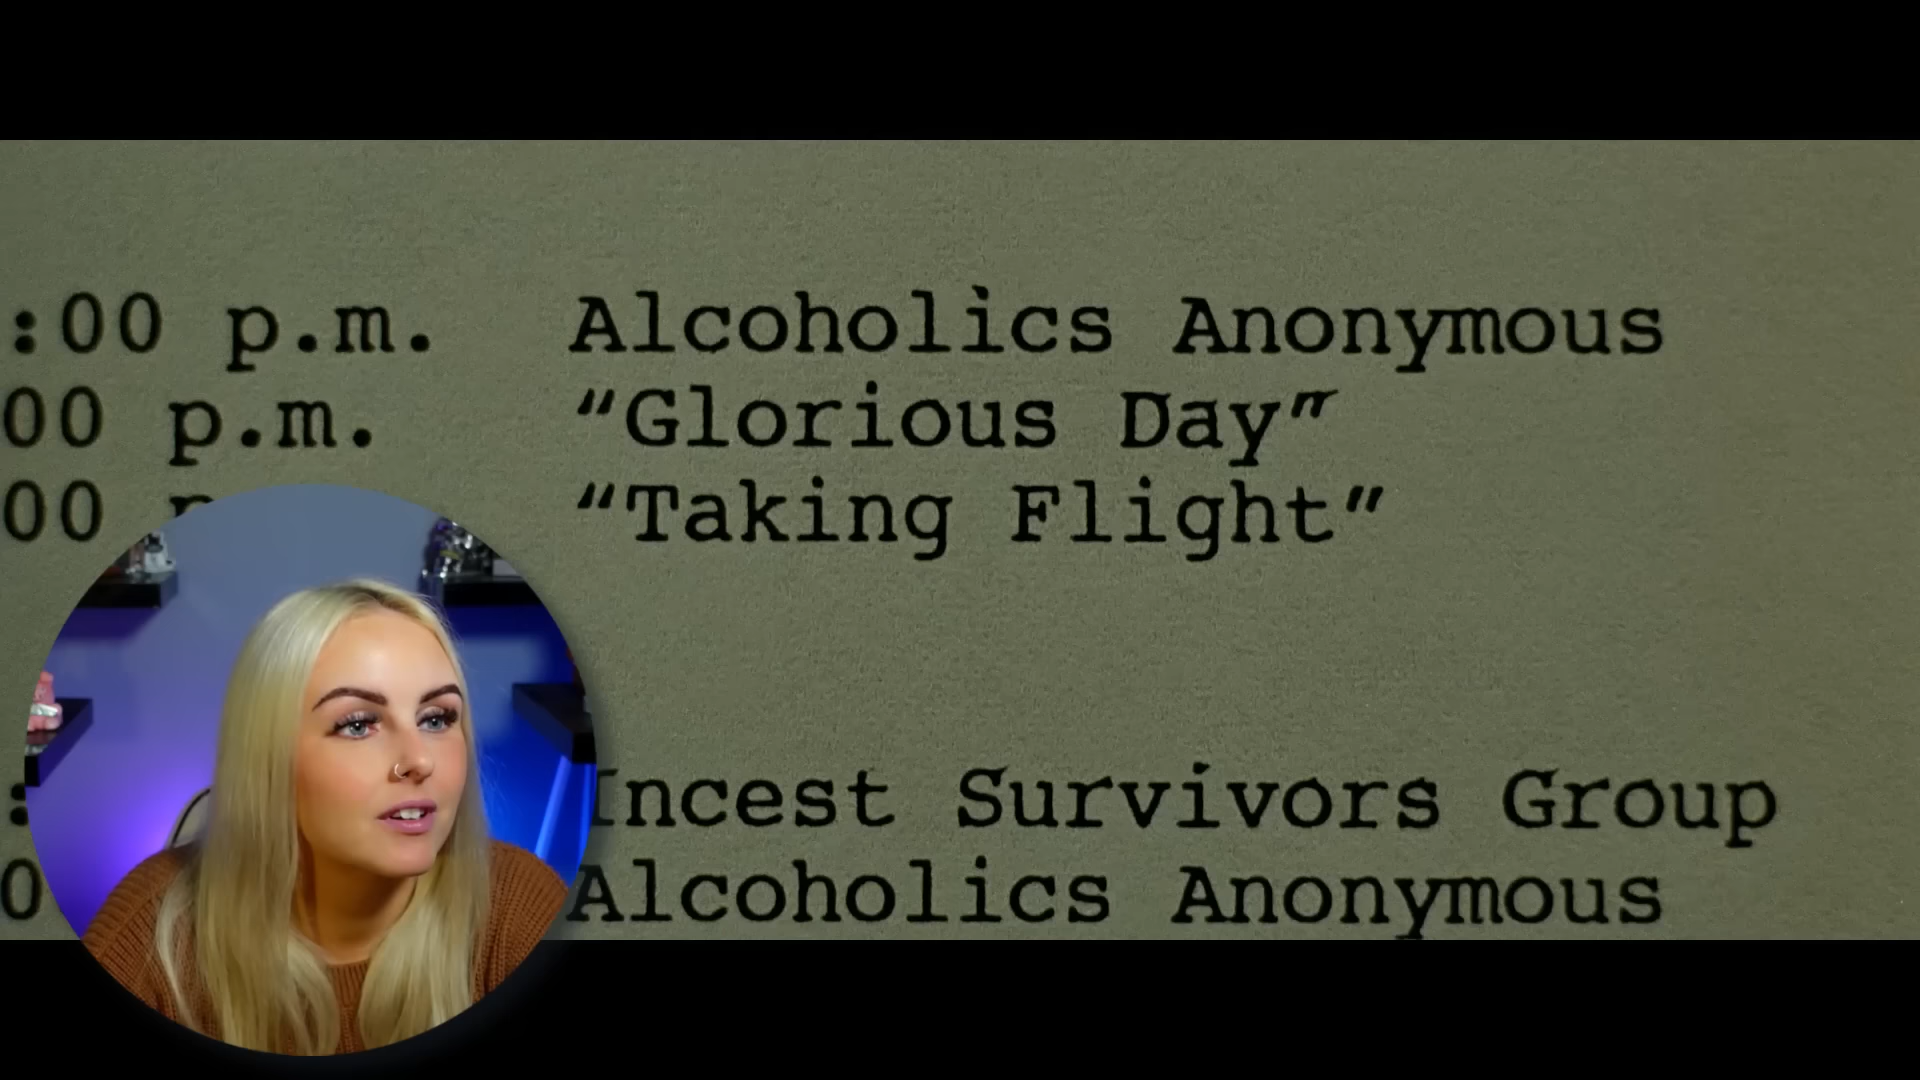 :00 p.m. Alcoholics Anonymous
00 p.m. “Glorious Day”
00 “Taking Flight”
Incest Survivors Group
Alcoholics Anonymous